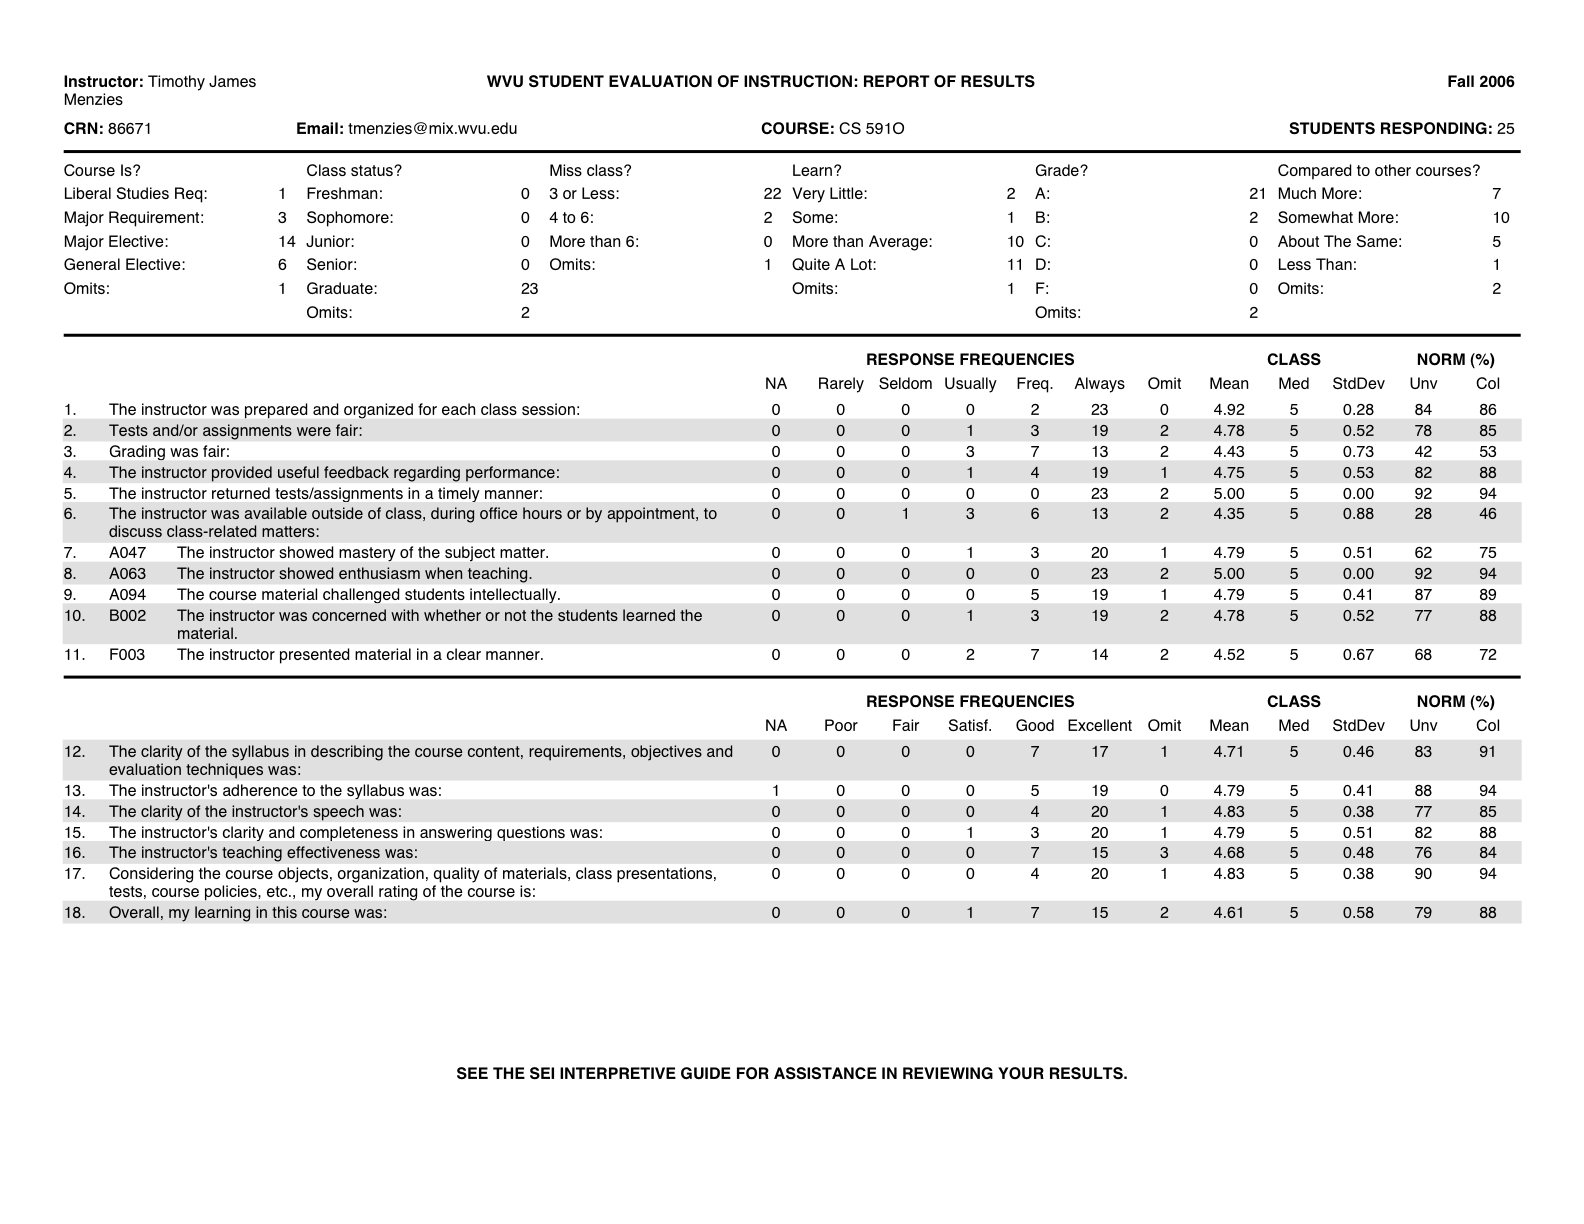 Instructor: Timothy James Menzies WVU STUDENT EVALUATION OF INSTRUCTION: REPORT OF RESULTS Fall 2006
CRN: 86671 Email: tmenzies@mix.wvu.edu COURSE: CS 591O STUDENTS RESPONDING: 25
Course Is? Class status? Miss class? Learn? Grade? Compared to other courses?
Liberal Studies Req: 1 Freshman: 0 3 or Less: 22 Very Little: 2 A: 21 Much More: 7
Major Requirement: 3 Sophomore: 0 4 to 6: 2 Some: 1 B: 2 Somewhat More: 10
Major Elective: 14 Junior: 0 More than 6: 0 More than Average: 10 C: 0 About The Same: 5
General Elective: 6 Senior: 0 Omits: 1 Quite A Lot: 11 D: 0 Less Than: 1
Omits: 1 Graduate: 23 Omits: 1 F: 0 Omits: 2
Omits: 2 Omits: 2
RESPONSE FREQUENCIES CLASS NORM (%)
NA Rarely Seldom Usually Freq. Always Omit Mean Med StdDev Unv Col
1. The instructor was prepared and organized for each class session: 0 0 0 0 2 23 0 4.92 5 0.28 84 86
2. Tests and/or assignments were fair: 0 0 0 1 3 19 2 4.78 5 0.52 78 85
3. Grading was fair: 0 0 0 3 7 13 2 4.43 5 0.73 42 53
4. The instructor provided useful feedback regarding performance: 0 0 0 1 4 19 1 4.75 5 0.53 82 88
5. The instructor returned tests/assignments in a timely manner: 0 0 0 0 0 23 2 5.00 5 0.00 92 94
6. The instructor was available outside of class, during office hours or by appointment, to 0 0 1 3 6 13 2 4.35 5 0.88 28 46
discuss class-related matters:
7. A047 The instructor showed mastery of the subject matter. 0 0 0 1 3 20 1 4.79 5 0.51 62 75
8. A063 The instructor showed enthusiasm when teaching. 0 0 0 0 0 23 2 5.00 5 0.00 92 94
9. A094 The course material challenged students intellectually. 0 0 0 0 5 19 1 4.79 5 0.41 87 89
10. B002 The instructor was concerned with whether or not the students learned the 0 0 0 1 3 19 2 4.78 5 0.52 77 88
material.
11. F003 The instructor presented material in a clear manner. 0 0 0 2 7 14 2 4.52 5 0.67 68 72
RESPONSE FREQUENCIES CLASS NORM (%)
NA Poor Fair Satisf. Good Excellent Omit Mean Med StdDev Unv Col
12. The clarity of the syllabus in describing the course content, requirements, objectives and 0 0 0 0 7 17 1 4.71 5 0.46 83 91
evaluation techniques was:
13. The instructor's adherence to the syllabus was: 1 0 0 0 5 19 0 4.79 5 0.41 88 94
14. The clarity of the instructor's speech was: 0 0 0 0 4 20 1 4.83 5 0.38 77 85
15. The instructor's clarity and completeness in answering questions was: 0 0 0 1 3 20 1 4.79 5 0.51 82 88
16. The instructor's teaching effectiveness was: 0 0 0 0 7 15 3 4.68 5 0.48 76 84
17. Considering the course objects, organization, quality of materials, class presentations, 0 0 0 0 4 20 1 4.83 5 0.38 90 94
tests, course policies, etc., my overall rating of the course is:
18. Overall, my learning in this course was: 0 0 0 1 7 15 2 4.61 5 0.58 79 88
SEE THE SEI INTERPRETIVE GUIDE FOR ASSISTANCE IN REVIEWING YOUR RESULTS.